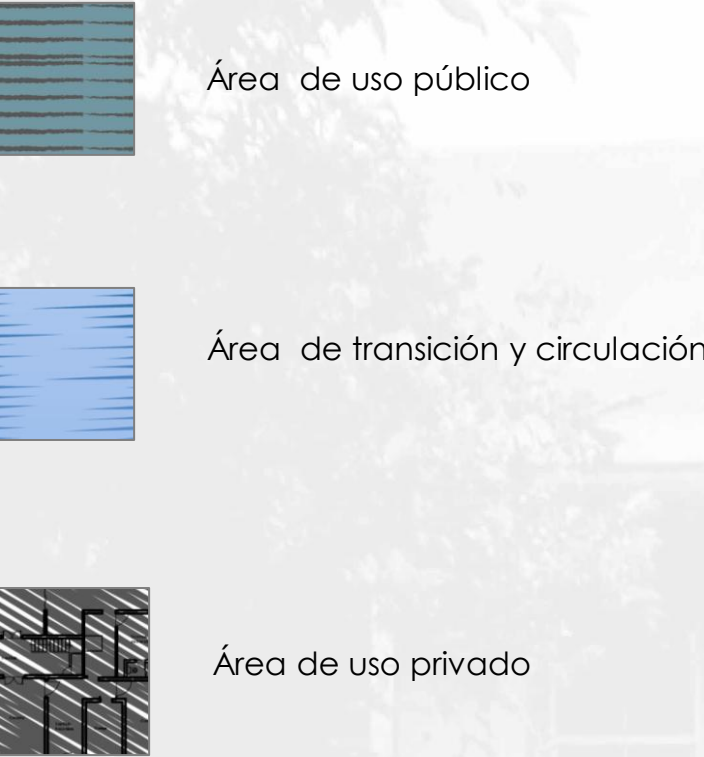 Área de uso público
Área de transición y circulación
Área de uso privado